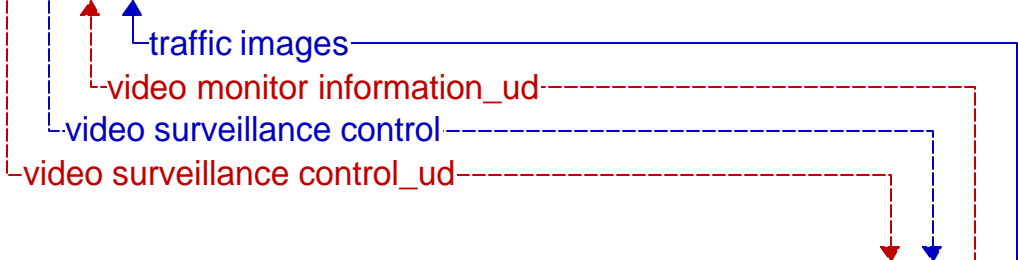 traffic images
video monitor information_ud
video surveillance control
video surveillance control_ud